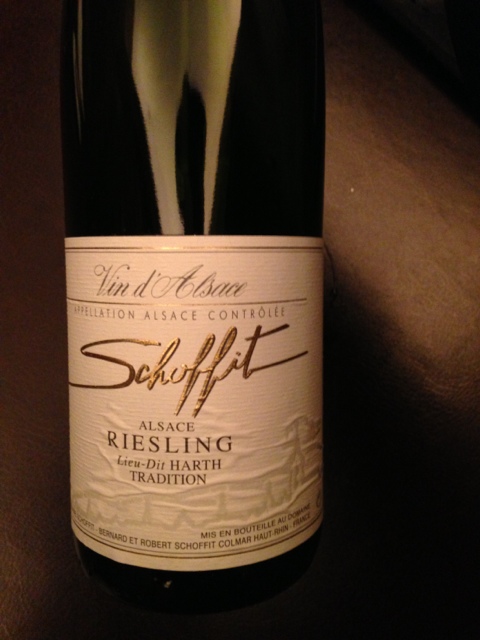 Vin d'Alsace
APPELLATION ALSACE CONTRÔLÉE
Schoffit
ALSACE
RIESLING
Lieu-Dit HARTH
TRADITION
MIS EN BOUTEILLE AU DOMAINE
SCHOFFIT - BERNARD ET ROBERT SCHOFFIT COLMAR HAUT-RHIN - FRANCE